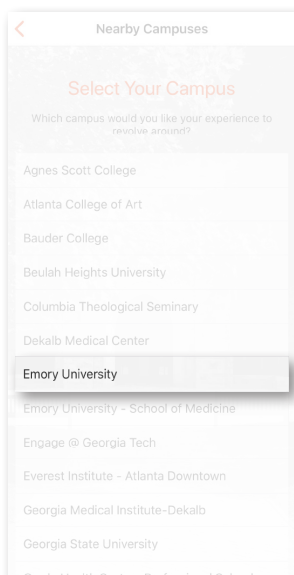 Nearby Campuses
Select Your Campus
Which campus would you like your experience to
revolve around?
Agnes Scott College
Atlanta College of Art
Bauder College
Beulah Heights University
Columbia Theological Seminary
Dekalb Medical Center
Emory University
Emory University - School of Medicine
Engage @ Georgia Tech
Everest Institute - Atlanta Downtown
Georgia Medical Institute-Dekalb
Georgia State University